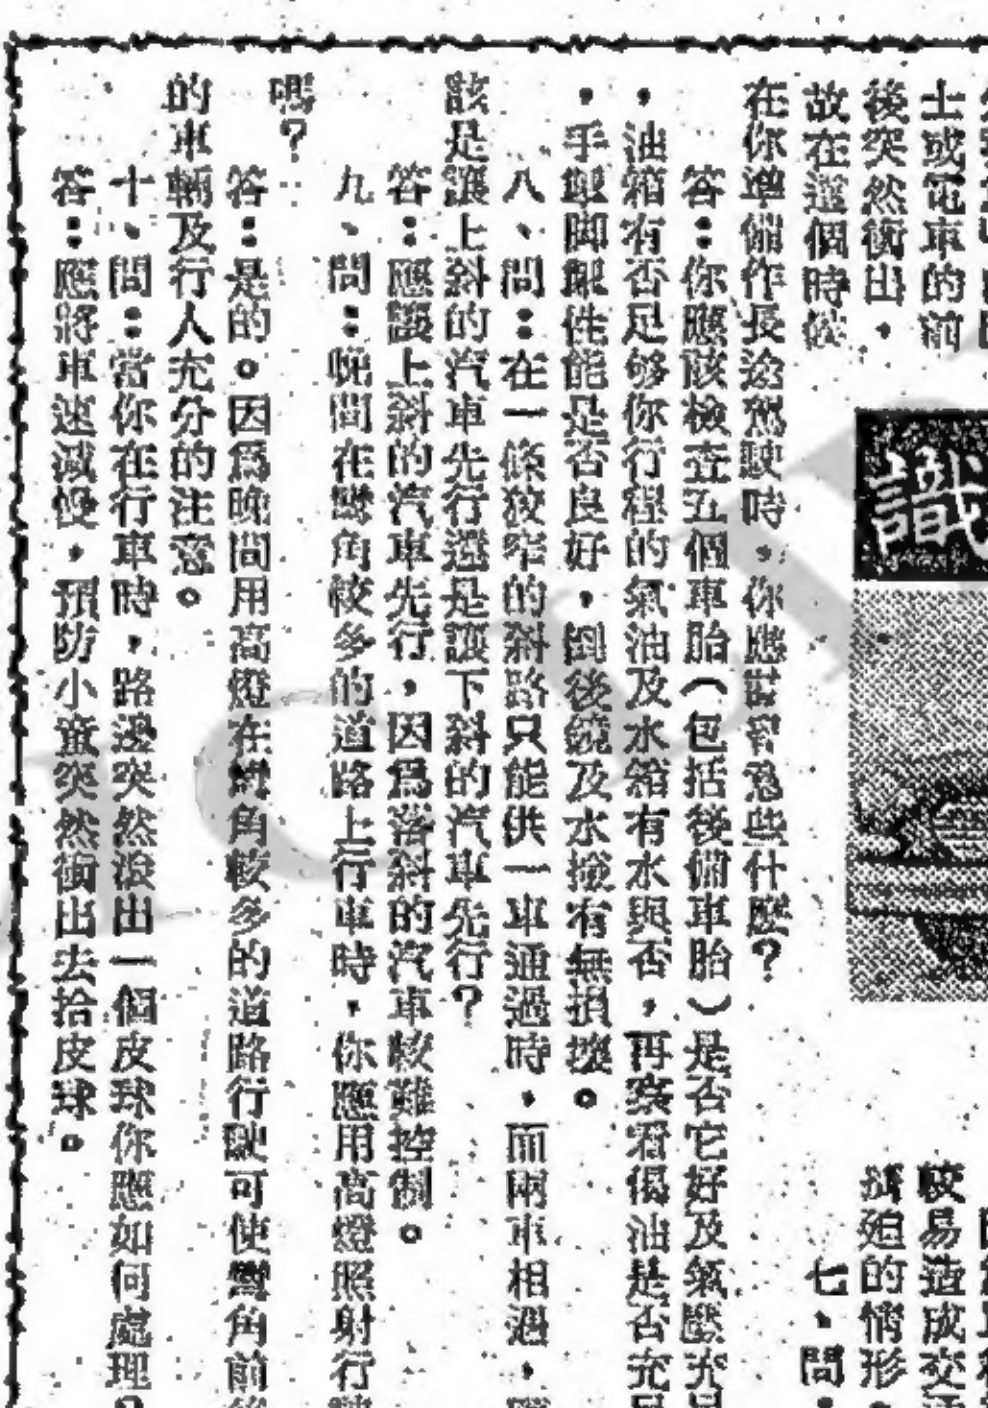 士或電車的前
後突然衝出，
故在這個時候
識
較易造成交
擠廹的情形。
七、問：
在你準備作長途駕駛時，你應留意些什麽？
答：你應該檢查五個車胎（包括後備車胎）是否它好及氣壓充足
，油箱有否足够你行程的氣油及水箱有水與否，再察看偈油是否充足
，手掣脚掣性能是否良好，倒後鏡及水撥有無損壞。
八、問：在一條狹窄的斜路只能供一車通過時，而兩車相遇，應
該是讓上斜的汽車先行還是讓下斜的汽車先行？
答：應讓上斜的汽車先行，因爲落斜的汽車較難控制。
九、問：晚間在彎角較多的道路上行車時，你應用高燈照射行
嗎？
答：是的。因爲晚間用高燈在彎角較多的道路行駛可使彎角前
的車輛及行人充分的注意。
十、問：當你在行車時，路邊突然滾出一個皮球你應如何處理？
答：應將車速減慢，預防小童突然衝出去拾皮球。